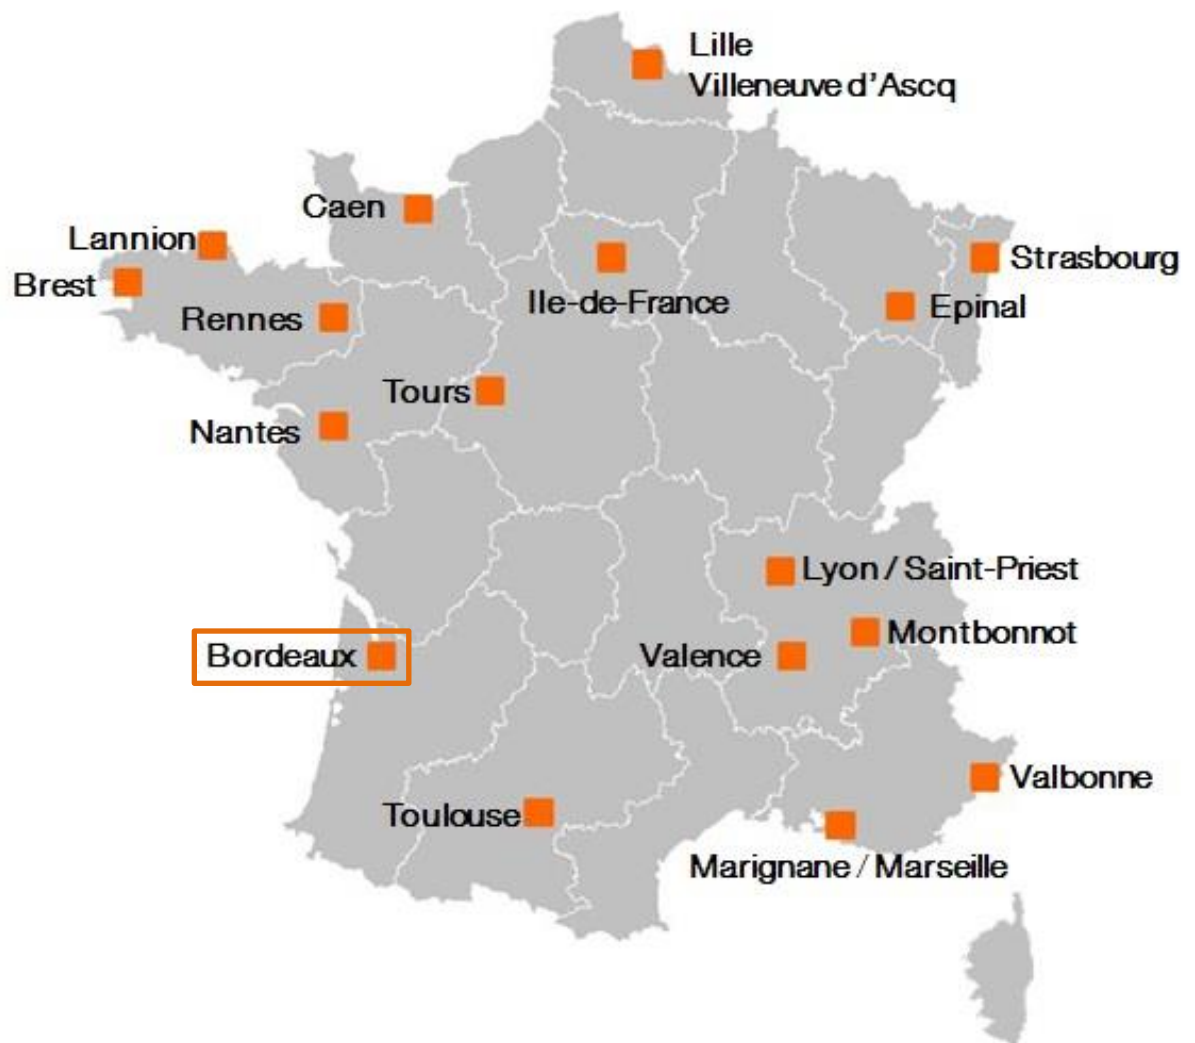 Lille
Villeneuve d'Ascq
Caen
Lannion
Strasbourg
Brest
Ile-de-France
Epinal
Rennes
Tours
Nantes
Lyon / Saint-Priest
Montbonnot
Bordeaux
Valence
Valbonne
Toulouse
Marignane / Marseille